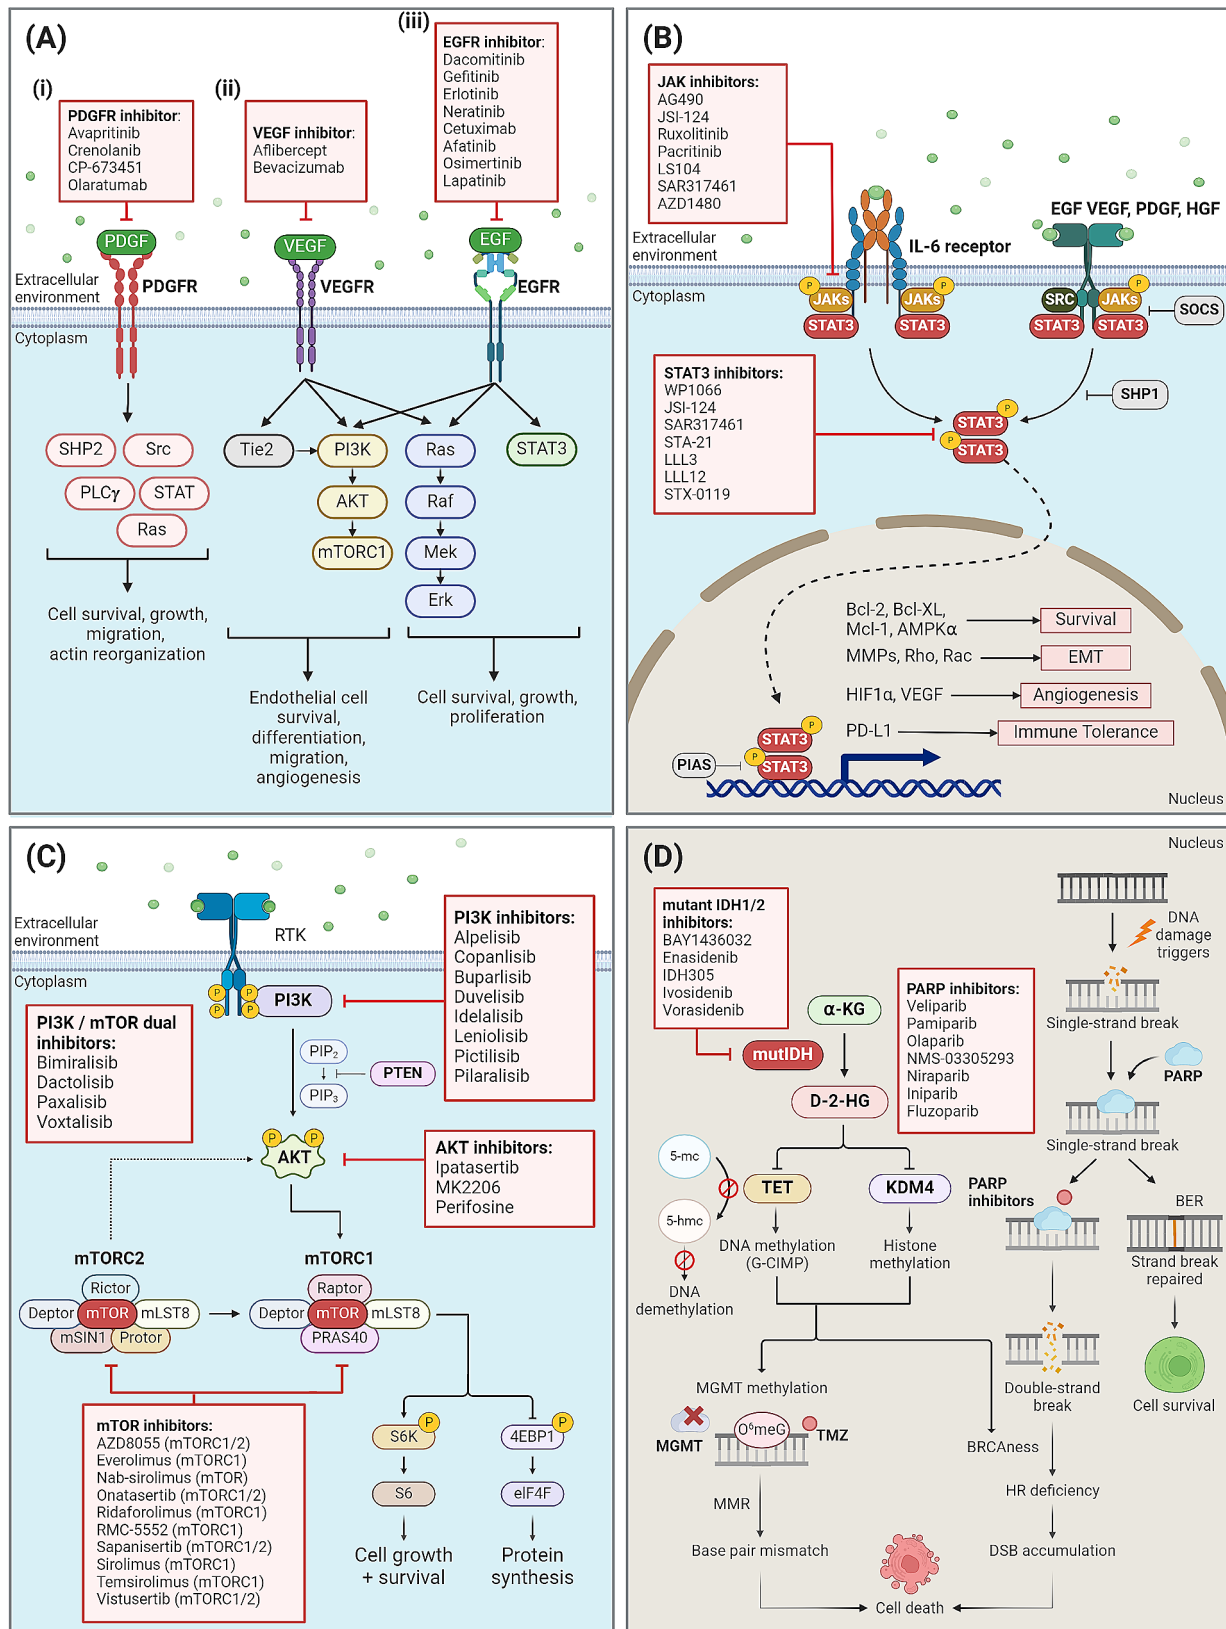 (A)
(i)
PDGFR inhibitor:
Avapritinib
Crenolanib
CP-673451
Olaratumab
PDGF
PDGFR
(ii)
VEGF inhibitor:
Aflibercept
Bevacizumab
VEGF
VEGFR
(iii)
EGFR inhibitor:
Dacomitinib
Gefitinib
Erlotinib
Neratinib
Cetuximab
Afatinib
Osimertinib
Lapatinib
EGF
EGFR
Extracellular
environment
Cytoplasm
SHP2
Src
PLCγ
STAT
Ras
Cell survival, growth,
migration,
actin reorganization
Tie2
PI3K
AKT
mTORC1
Ras
Raf
Mek
Erk
STAT3
Endothelial cell
survival,
differentiation,
migration,
angiogenesis
Cell survival, growth,
proliferation
(B)
JAK inhibitors:
AG490
JSI-124
Ruxolitinib
Pacritinib
LS104
SAR317461
AZD1480
Extracellular
environment
Cytoplasm
IL-6 receptor
EGF VEGF, PDGF, HGF
P
JAKs
STAT3
JAKs
P
STAT3
SRC
STAT3
P
JAKs
STAT3
SOCS
SHP1
STAT3 inhibitors:
WP1066
JSI-124
SAR317461
STA-21
LLL3
LLL12
STX-0119
P
STAT3
P
STAT3
Bcl-2, Bcl-XL,
Mcl-1, AMPKα
Survival
MMPs, Rho, Rac
EMT
HIF1α, VEGF
Angiogenesis
PD-L1
Immune Tolerance
P
STAT3
P
STAT3
PIAS
Nucleus
(C)
Extracellular
environment
Cytoplasm
RTK
P
P
P
P
PI3K
PI3K inhibitors:
Alpelisib
Copanlisib
Buparlisib
Duvelisib
Idelalisib
Leniolisib
Pictilisib
Pilaralisib
PI3K / mTOR dual
inhibitors:
Bimiralisib
Dactolisib
Paxalisib
Voxtalisib
PIP2
PIP3
PTEN
P
P
AKT
AKT inhibitors:
Ipatasertib
MK2206
Perifosine
mTORC2
Rictor
Deptor
mTOR
mLST8
mSIN1
Protor
mTORC1
Raptor
Deptor
mTOR
mLST8
PRAS40
mTOR inhibitors:
AZD8055 (mTORC1/2)
Everolimus (mTORC1)
Nab-sirolimus (mTOR)
Onatasertib (mTORC1/2)
Ridaforolimus (mTORC1)
RMC-5552 (mTORC1)
Sapanisertib (mTORC1/2)
Sirolimus (mTORC1)
Temsirolimus (mTORC1)
Vistusertib (mTORC1/2)
S6K
P
4EBP1
P
S6
eIF4F
Cell growth
+ survival
Protein
synthesis
(D)
Nucleus
mutant IDH1/2
inhibitors:
BAY1436032
Enasidenib
IDH305
Ivosidenib
Vorasidenib
α-KG
mutIDH
D-2-HG
PARP inhibitors:
Veliparib
Pamiparib
Olaparib
NMS-03305293
Niraparib
Iniparib
Fluzoparib
DNA
damage
triggers
Single-strand break
PARP
Single-strand break
5-mc
5-hmc
DNA
demethylation
TET
KDM4
DNA methylation
(G-CIMP)
Histone
methylation
PARP
inhibitors
BER
Strand break
repaired
Double-strand
break
Cell survival
MGMT methylation
MGMT
O⁶meG
TMZ
BRCAness
MMR
HR deficiency
Base pair mismatch
DSB accumulation
Cell death